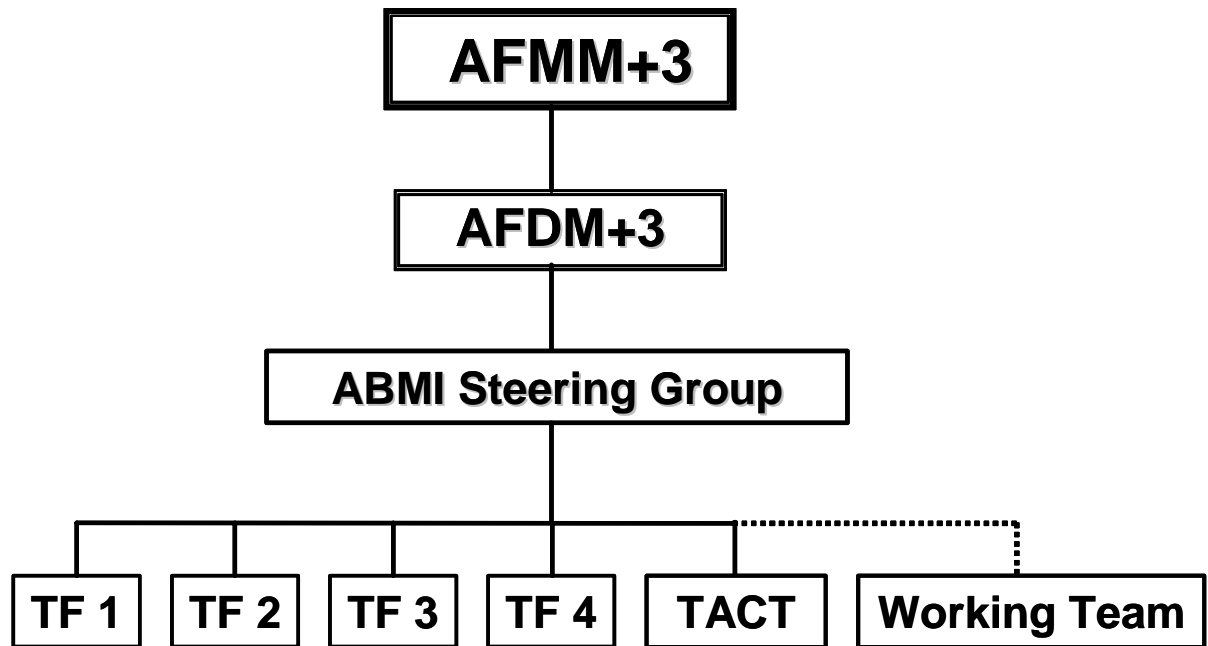 AFMM+3
AFDM+3
ABMI Steering Group
TF 1
TF 2
TF 3
TF 4
TACT
Working Team